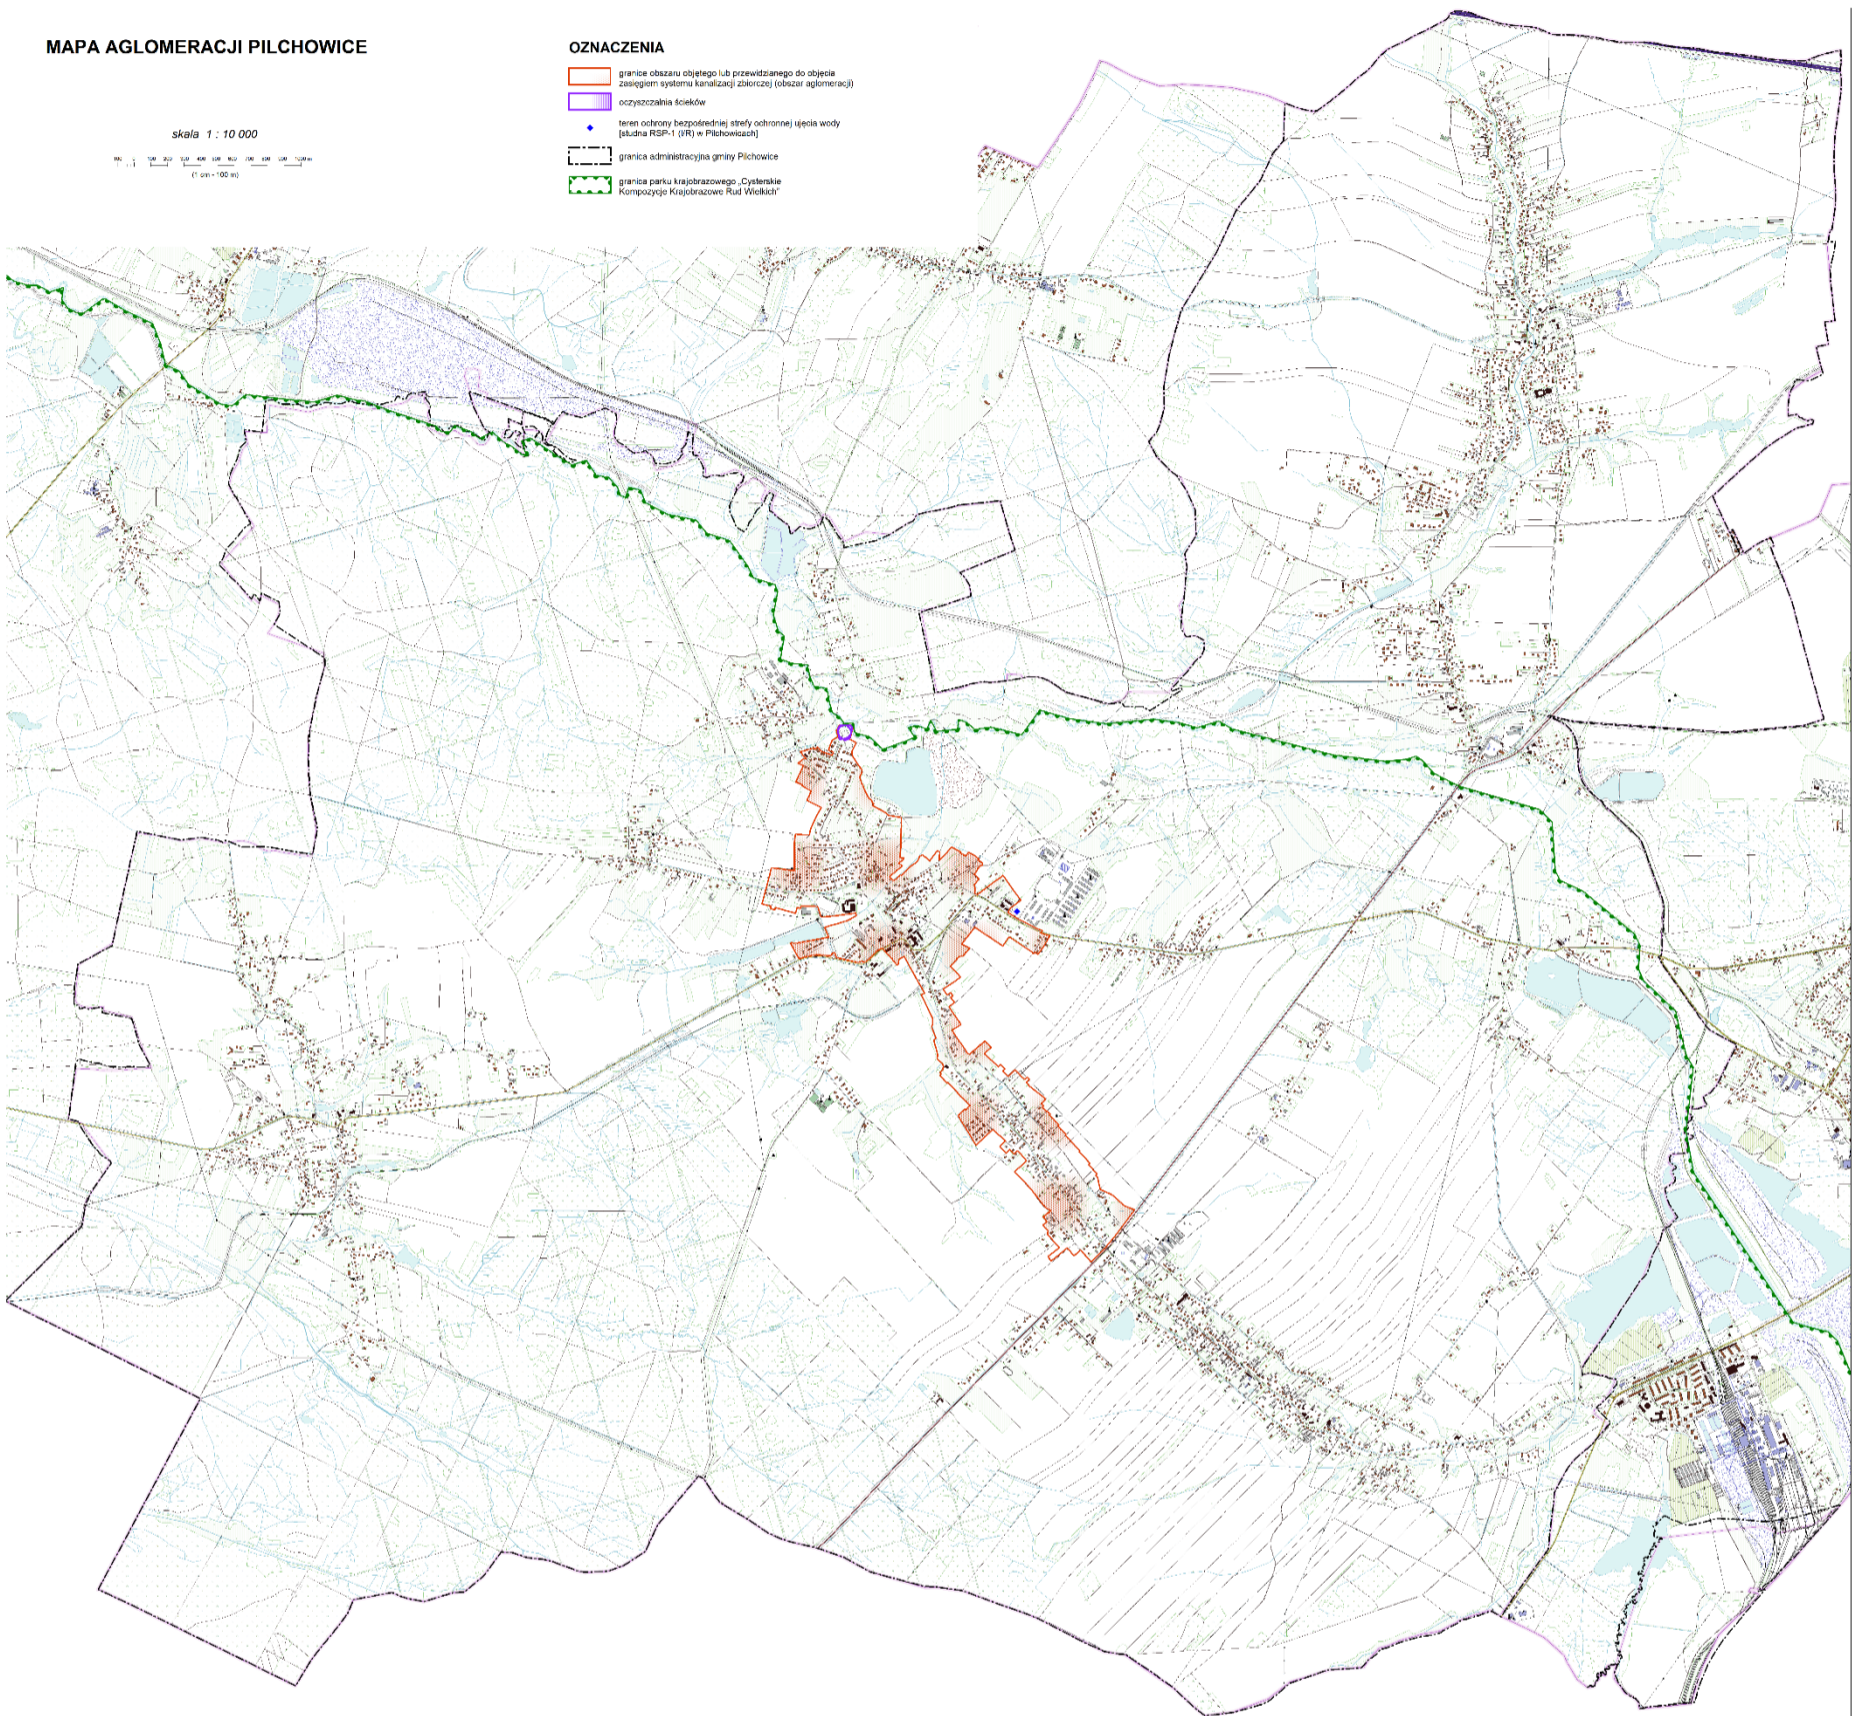 MAPA AGLOMERACJI PILCHOWICE
skala 1 : 10 000
(1 cm - 100 m)
OZNACZENIA
granice obszaru objętego lub przewidzianego do objęcia
zasięgiem systemu kanalizacji zbiorczej (obszar aglomeracji)
oczyszczalnia ścieków
teren ochrony bezpośredniej strefy ochronnej ujęcia wody
[studna RSP-1 (I/R) w Pilchowicach]
granica administracyjna gminy Pilchowice
granica parku krajobrazowego „Cysterskie
Kompozycje Krajobrazowe Rud Wielkich"